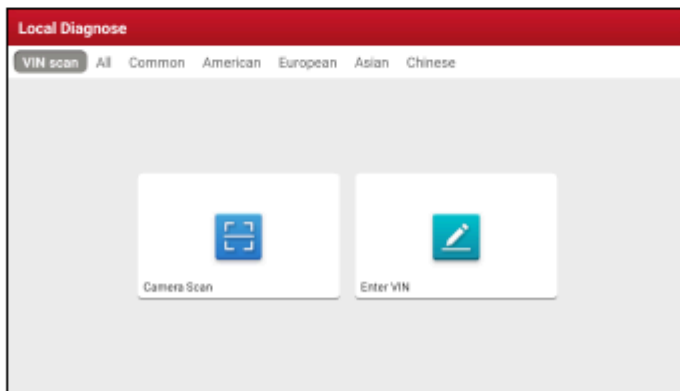 Local Diagnose
VIN scan All Common American European Asian Chinese
Camera Scan Enter VIN